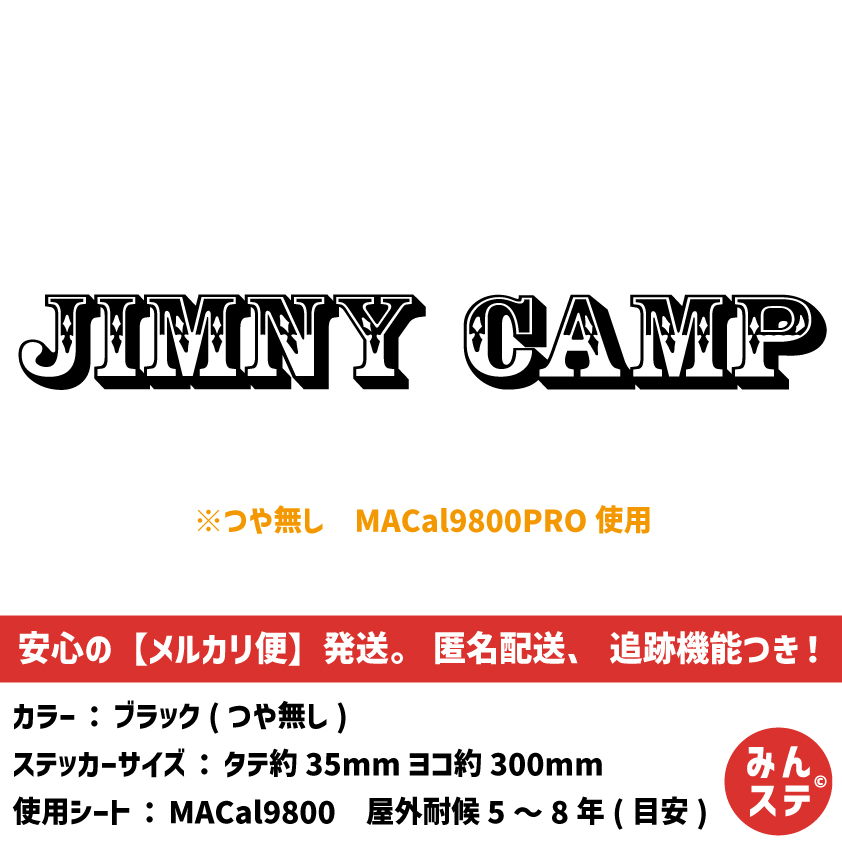 JIMNY CAMP
※つや無し　MACal9800PRO 使用
安心の【メルカリ便】発送。匿名配送、追跡機能つき!
カラー : ブラック ( つや無し )
ステッカーサイズ : タテ約 35mm ヨコ約 300mm
使用シート : MACal9800　屋外耐候 5 ～ 8 年 ( 目安 )
みん
ステ©